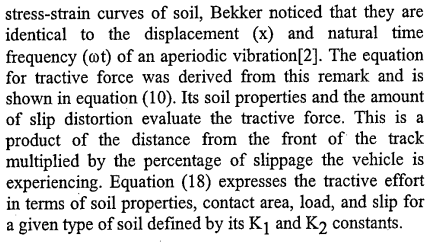 stress-strain curves of soil, Bekker noticed that they are
identical to the displacement (x) and natural time
frequency (ωt) of an aperiodic vibration[2]. The equation
for tractive force was derived from this remark and is
shown in equation (10). Its soil properties and the amount
of slip distortion evaluate the tractive force. This is a
product of the distance from the front of the track
multiplied by the percentage of slippage the vehicle is
experiencing. Equation (18) expresses the tractive effort
in terms of soil properties, contact area, load, and slip for
a given type of soil defined by its K₁ and K₂ constants.